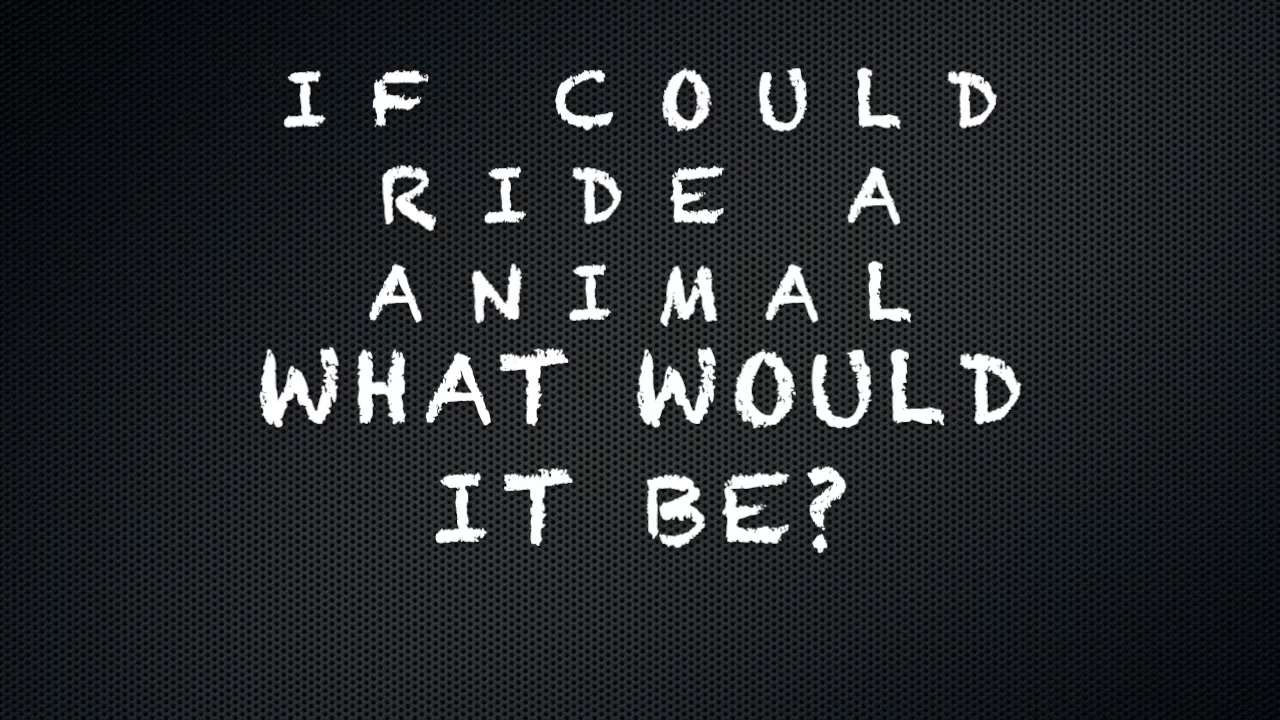 IF COULD
RIDE A
ANIMAL
WHAT WOULD
IT BE?